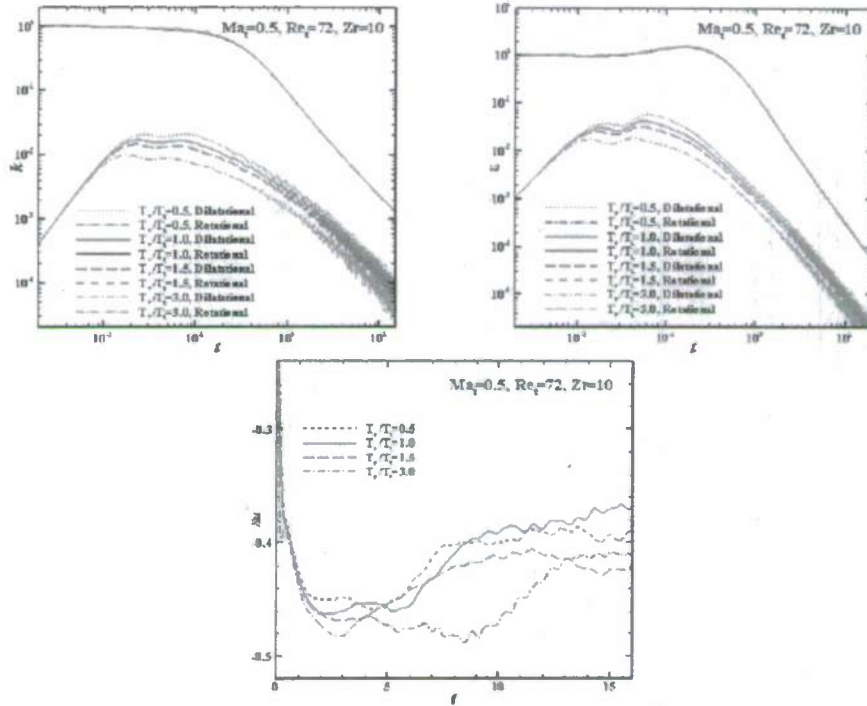 Ma_t=0.5, Re_t=72, Zr=10
10^0
10^-1
10^-2
10^-3
k
T_r/T_t=0.5, Dilatational
T_r/T_t=0.5, Rotational
T_r/T_t=1.0, Dilatational
T_r/T_t=1.0, Rotational
T_r/T_t=1.5, Dilatational
T_r/T_t=1.5, Rotational
T_r/T_t=3.0, Dilatational
T_r/T_t=3.0, Rotational
Ma_t=0.5, Re_t=72, Zr=10
10^1
10^0
10^-1
10^-2
T_r/T_t=0.5, Dilatational
T_r/T_t=0.5, Rotational
T_r/T_t=1.0, Dilatational
T_r/T_t=1.0, Rotational
T_r/T_t=1.5, Dilatational
T_r/T_t=1.5, Rotational
T_r/T_t=3.0, Dilatational
T_r/T_t=3.0, Rotational
Ma_t=0.5, Re_t=72, Zr=10
-0.3
-0.4
-0.5
T_r/T_t=0.5
T_r/T_t=1.0
T_r/T_t=1.5
T_r/T_t=3.0
0
5
10
15